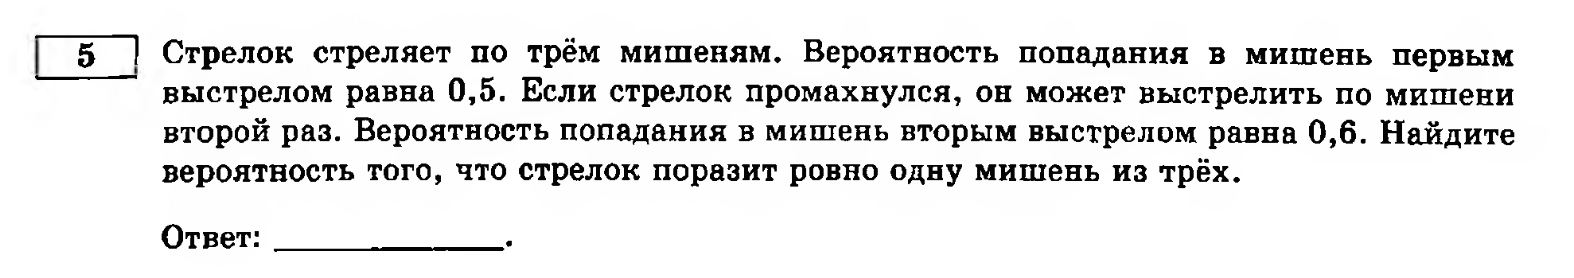 5 Стрелок стреляет по трём мишеням. Вероятность попадания в мишень первым
выстрелом равна 0,5. Если стрелок промахнулся, он может выстрелить по мишени
второй раз. Вероятность попадания в мишень вторым выстрелом равна 0,6. Найдите
вероятность того, что стрелок поразит ровно одну мишень из трёх.
Ответ: ____________.